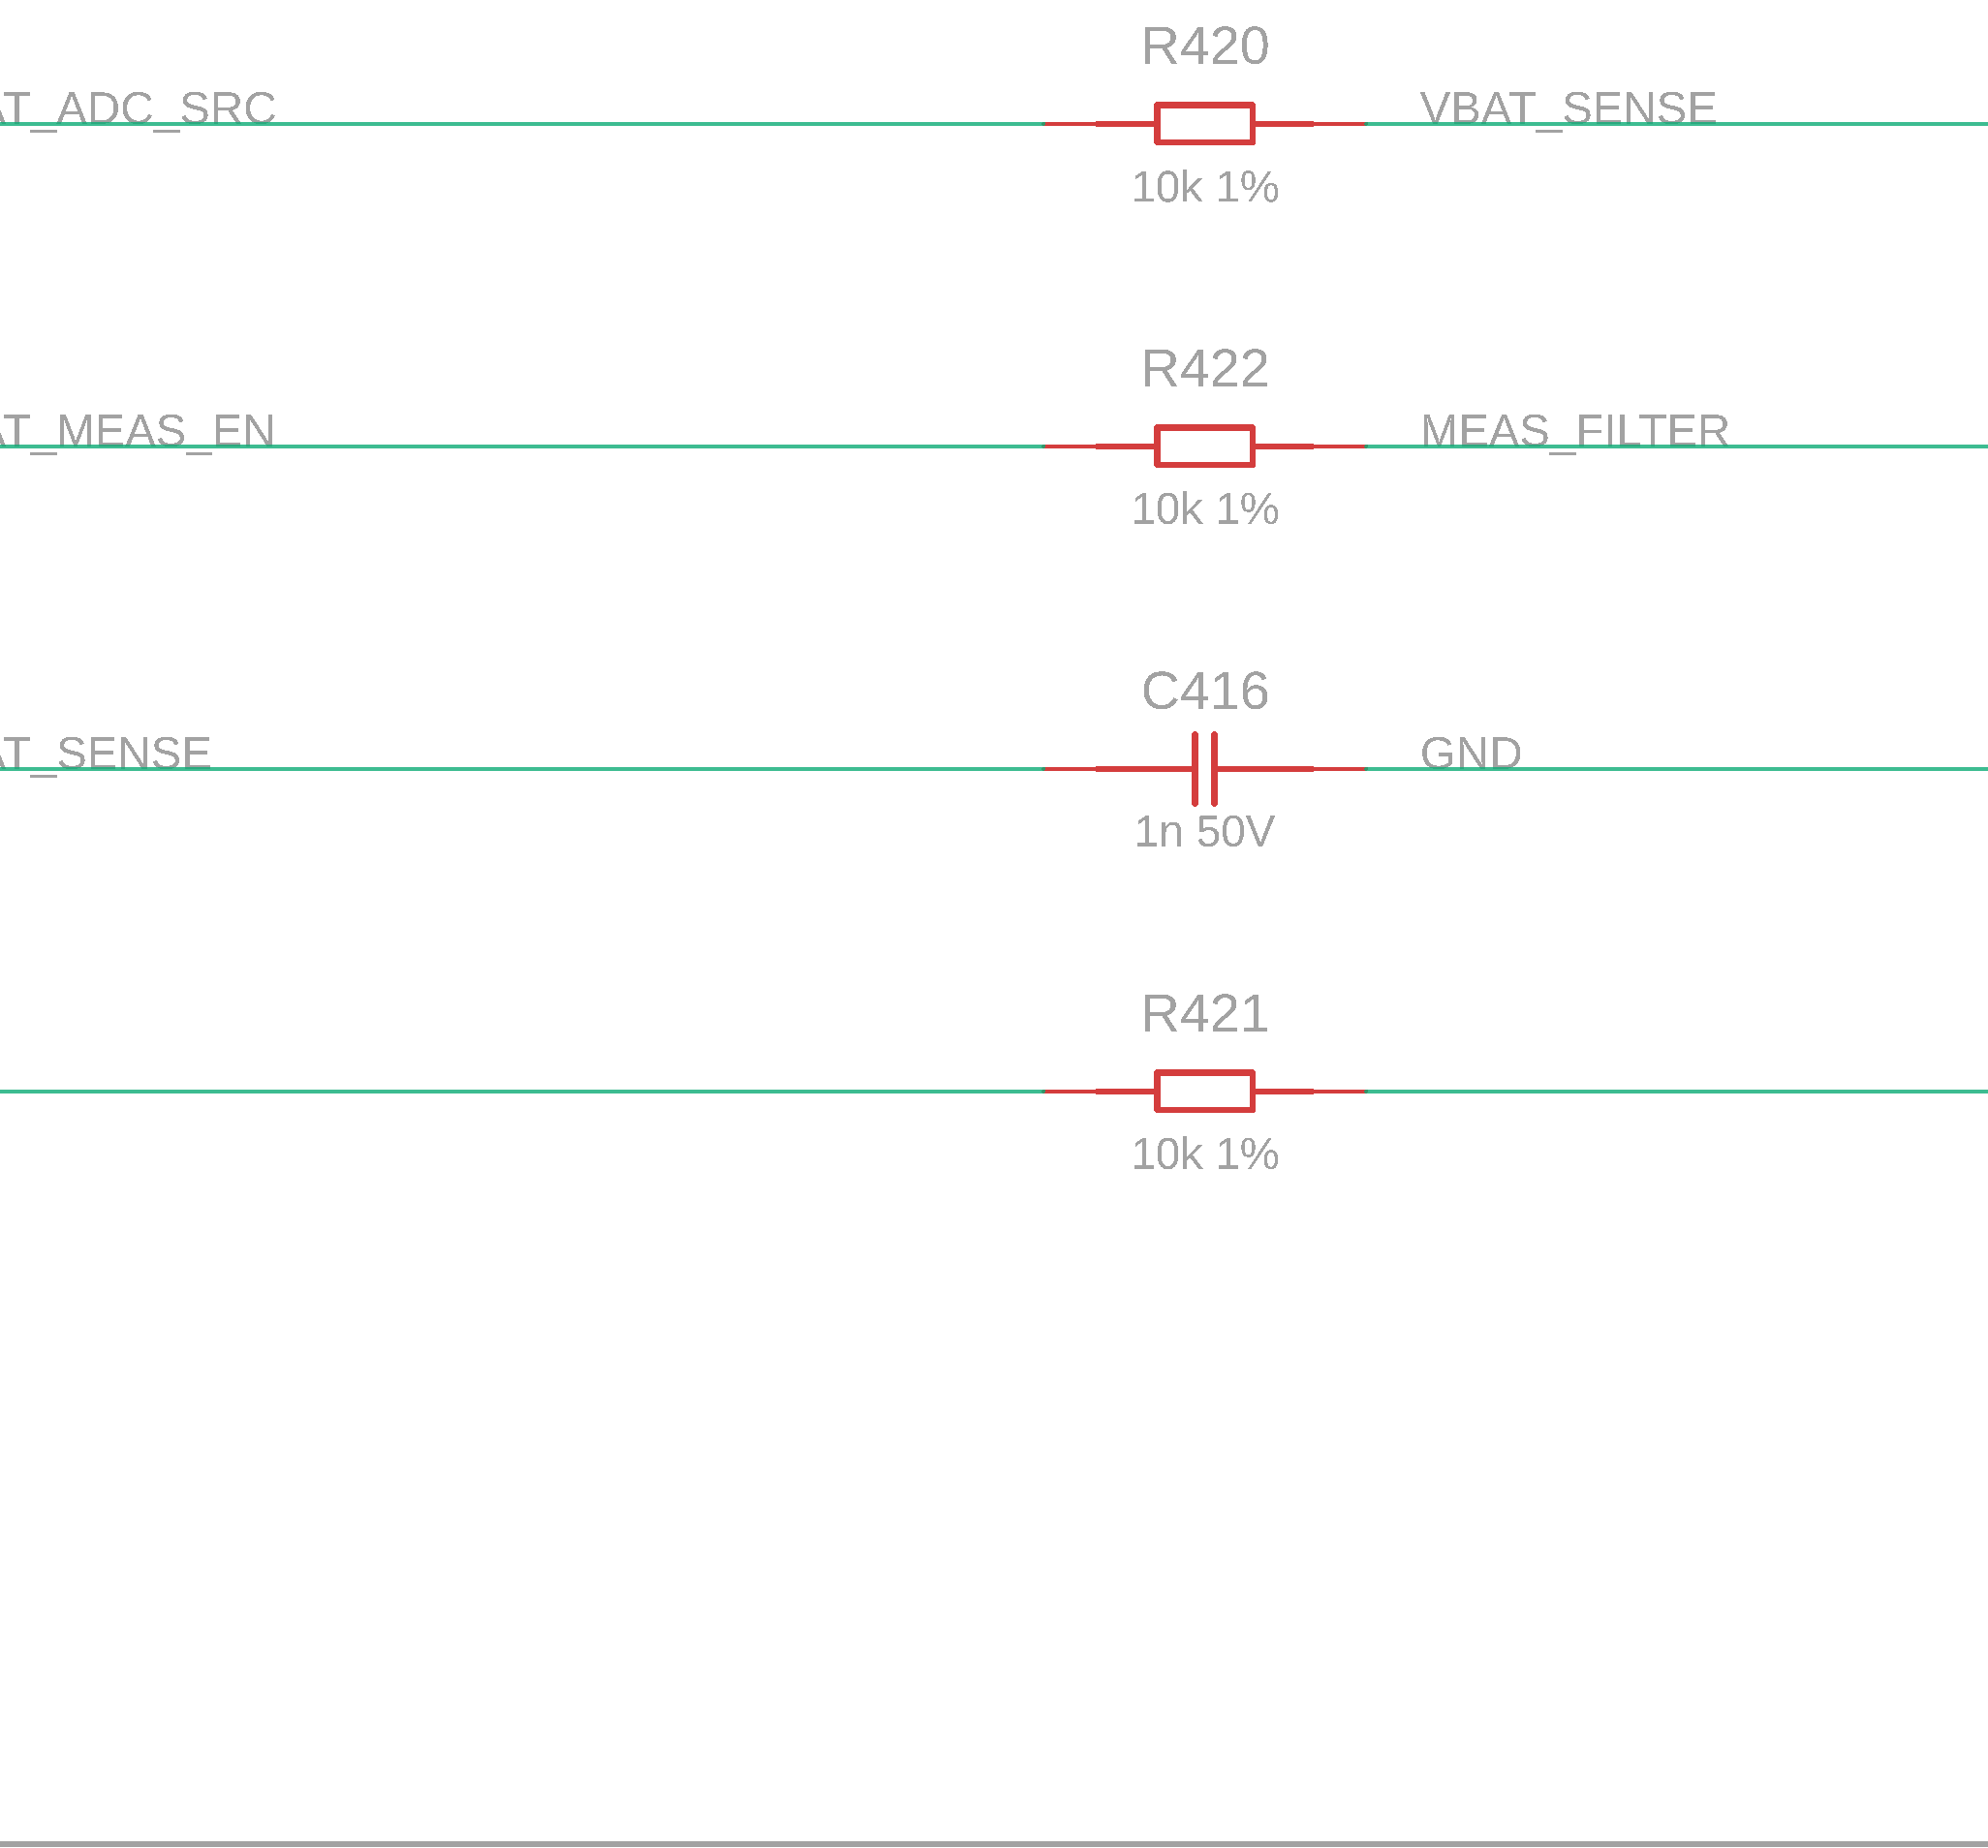 R420
AT_ADC_SRC VBAT_SENSE
10k 1%
R422
AT_MEAS_EN MEAS_FILTER
10k 1%
C416
AT_SENSE GND
1n 50V
R421
10k 1%